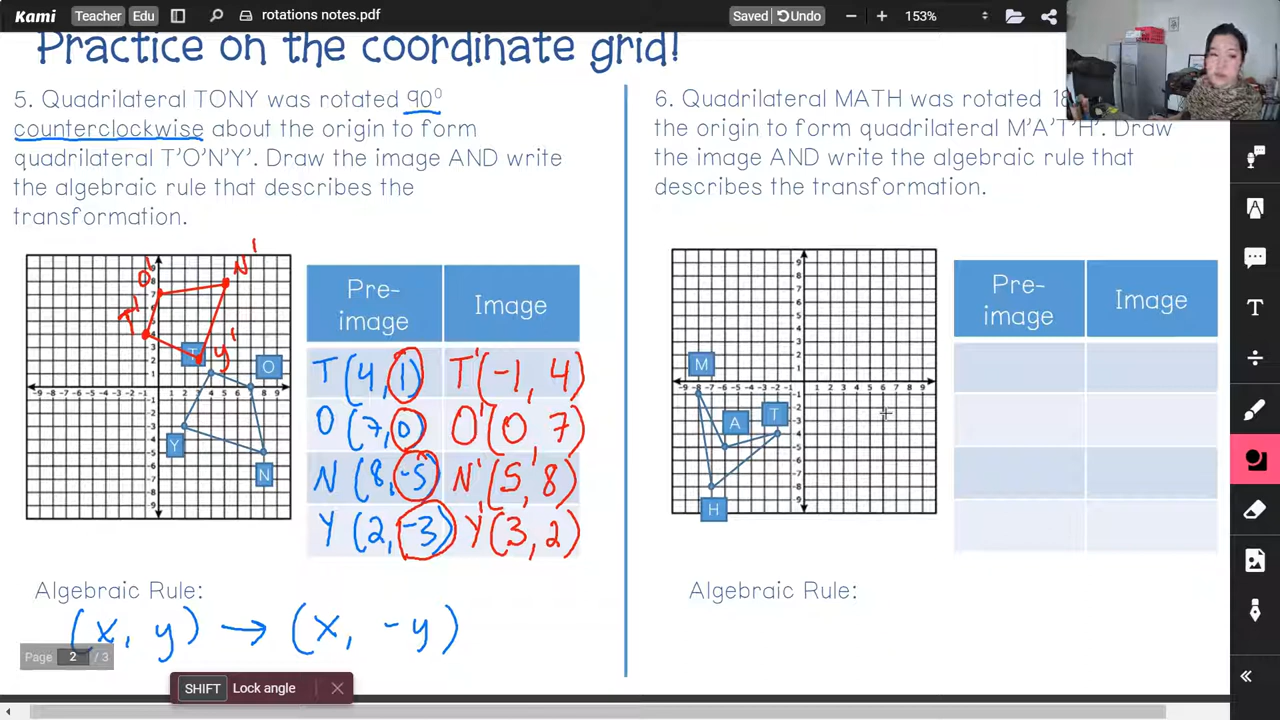 Kami
Teacher
Edu
rotations notes.pdf
Saved
Undo
153%
Practice on the coordinate grid!
5. Quadrilateral TONY was rotated 90⁰
counterclockwise about the origin to form
quadrilateral T'O'N'Y'. Draw the image AND write
the algebraic rule that describes the
transformation.
N'
O'
T'
Y'
T
O
Y
N
Pre-image
Image
T (4, 1) T' (-1, 4)
O (7, 0) O' (0, 7)
N (8, -5) N' (5, 8)
Y (2, -3) Y' (3, 2)
Algebraic Rule:
(x, y) → (x, -y)
6. Quadrilateral MATH was rotated 18
the origin to form quadrilateral M'A'T'H'. Draw
the image AND write the algebraic rule that
describes the transformation.
M
A
T
H
Pre-image
Image
Algebraic Rule:
Page 2 / 3
SHIFT Lock angle